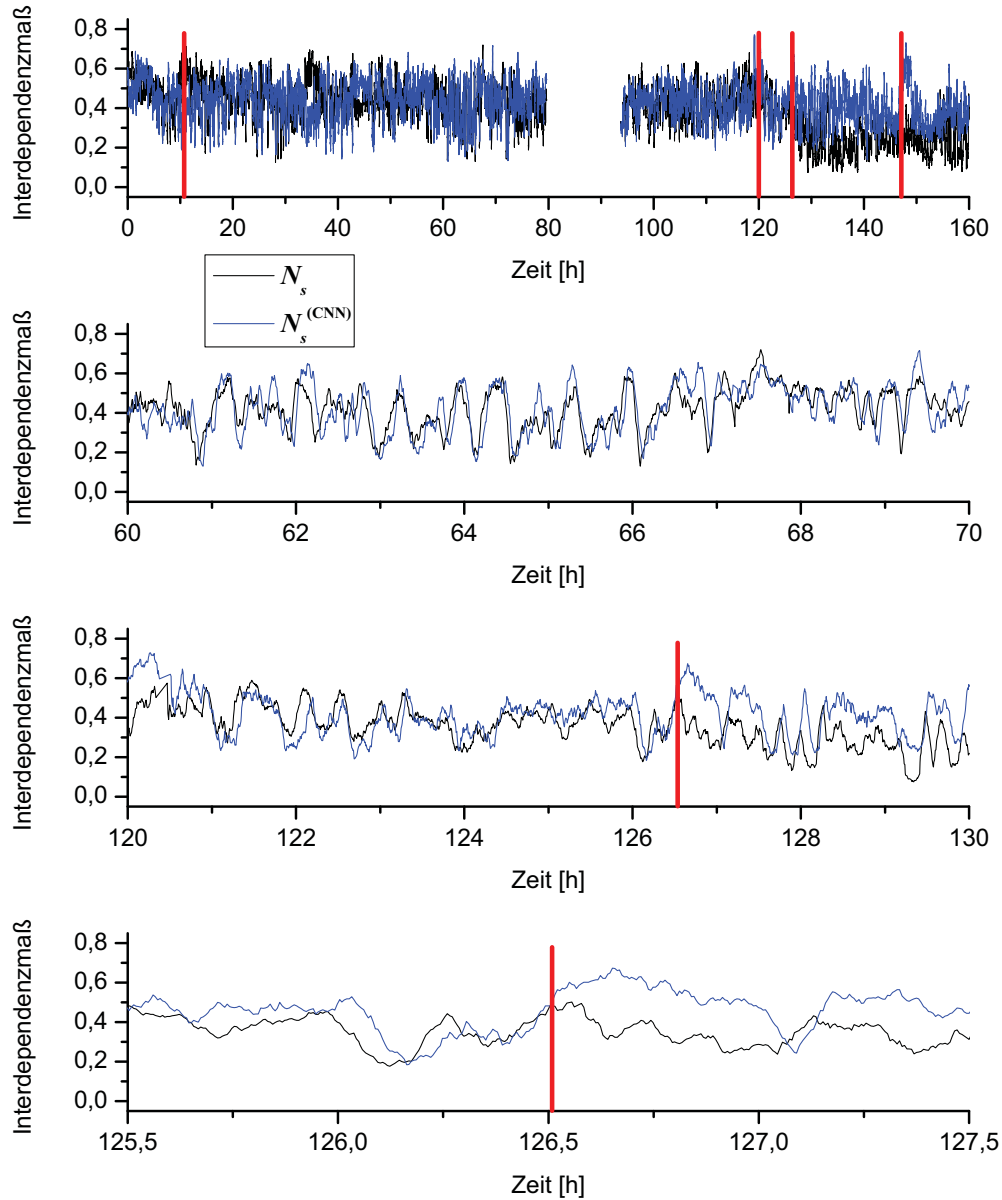 Interdependenzmaß
0,8
0,6
0,4
0,2
0,0
0 20 40 60 80 100 120 140 160
Zeit [h]
N_s
N_s^(CNN)
Interdependenzmaß
0,8
0,6
0,4
0,2
0,0
60 62 64 66 68 70
Zeit [h]
Interdependenzmaß
0,8
0,6
0,4
0,2
0,0
120 122 124 126 128 130
Zeit [h]
Interdependenzmaß
0,8
0,6
0,4
0,2
0,0
125,5 126,0 126,5 127,0 127,5
Zeit [h]